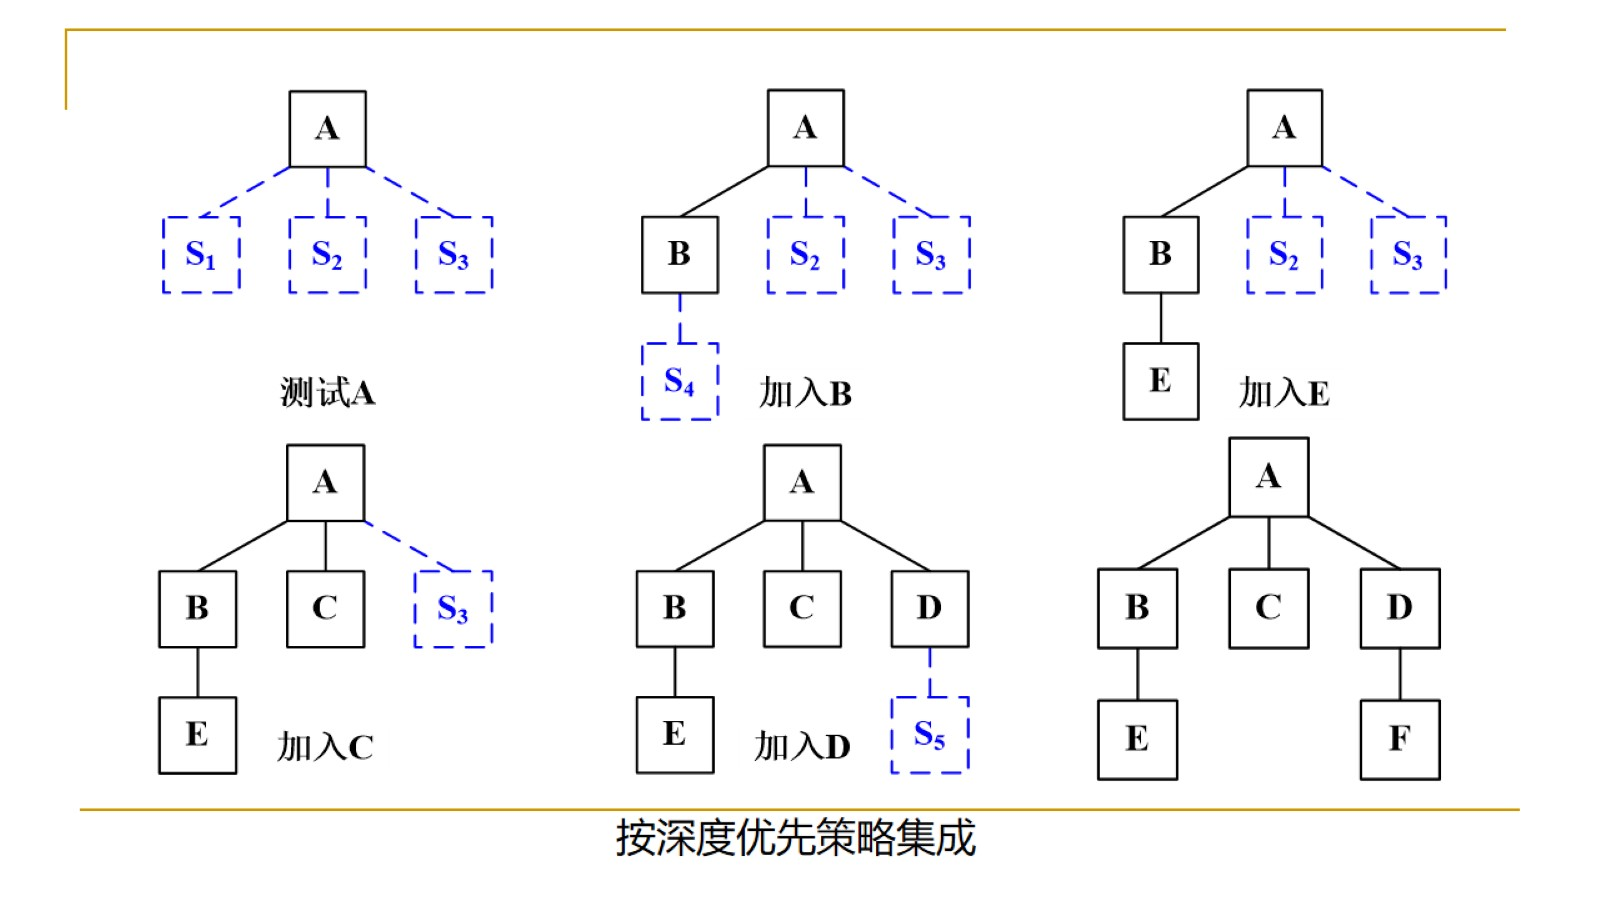 A
S1 S2 S3
测试A
A
B S2 S3
S4
加入B
A
B S2 S3
E
加入E
A
B C S3
E
加入C
A
B C D
E S5
加入D
A
B C D
E F
按深度优先策略集成